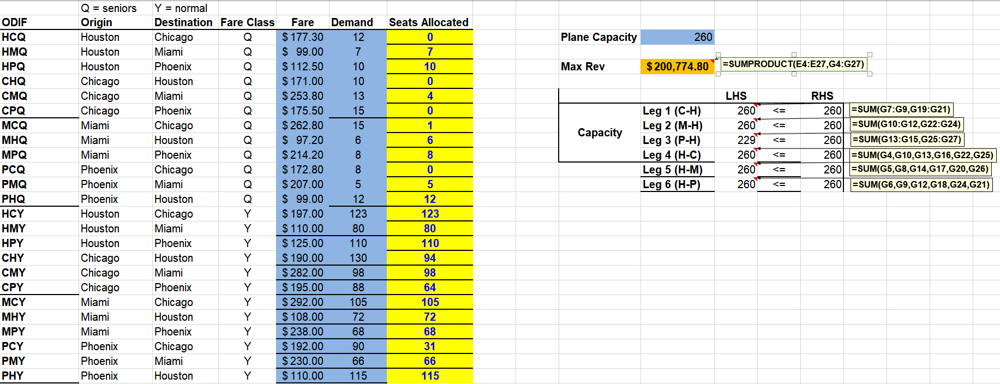 Q = seniors Y = normal
ODIF Origin Destination Fare Class Fare Demand Seats Allocated
HCQ Houston Chicago Q $ 177.30 12 0 Plane Capacity 260
HMQ Houston Miami Q $ 99.00 7 7
HPQ Houston Phoenix Q $ 112.50 10 10 Max Rev $ 200,774.80 =SUMPRODUCT(E4:E27,G4:G27)
CHQ Chicago Houston Q $ 171.00 10 0
CMQ Chicago Miami Q $ 253.80 13 4 LHS RHS
CPQ Chicago Phoenix Q $ 175.50 15 0 Leg 1 (C-H) 260 <= 260 =SUM(G7:G9,G19:G21)
MCQ Miami Chicago Q $ 262.80 15 1 Leg 2 (M-H) 260 <= 260 =SUM(G10:G12,G22:G24)
Capacity
MHQ Miami Houston Q $ 97.20 6 6 Leg 3 (P-H) 229 <= 260 =SUM(G13:G15,G25:G27)
MPQ Miami Phoenix Q $ 214.20 8 8 Leg 4 (H-C) 260 <= 260 =SUM(G4,G10,G13,G16,G22,G25)
PCQ Phoenix Chicago Q $ 172.80 8 0 Leg 5 (H-M) 260 <= 260 =SUM(G5,G8,G14,G17,G20,G26)
PMQ Phoenix Miami Q $ 207.00 5 5 Leg 6 (H-P) 260 <= 260 =SUM(G6,G9,G12,G18,G24,G21)
PHQ Phoenix Houston Q $ 99.00 12 12
HCY Houston Chicago Y $ 197.00 123 123
HMY Houston Miami Y $ 110.00 80 80
HPY Houston Phoenix Y $ 125.00 110 110
CHY Chicago Houston Y $ 190.00 130 94
CMY Chicago Miami Y $ 282.00 98 98
CPY Chicago Phoenix Y $ 195.00 88 64
MCY Miami Chicago Y $ 292.00 105 105
MHY Miami Houston Y $ 108.00 72 72
MPY Miami Phoenix Y $ 238.00 68 68
PCY Phoenix Chicago Y $ 192.00 90 31
PMY Phoenix Miami Y $ 230.00 66 66
PHY Phoenix Houston Y $ 110.00 115 115